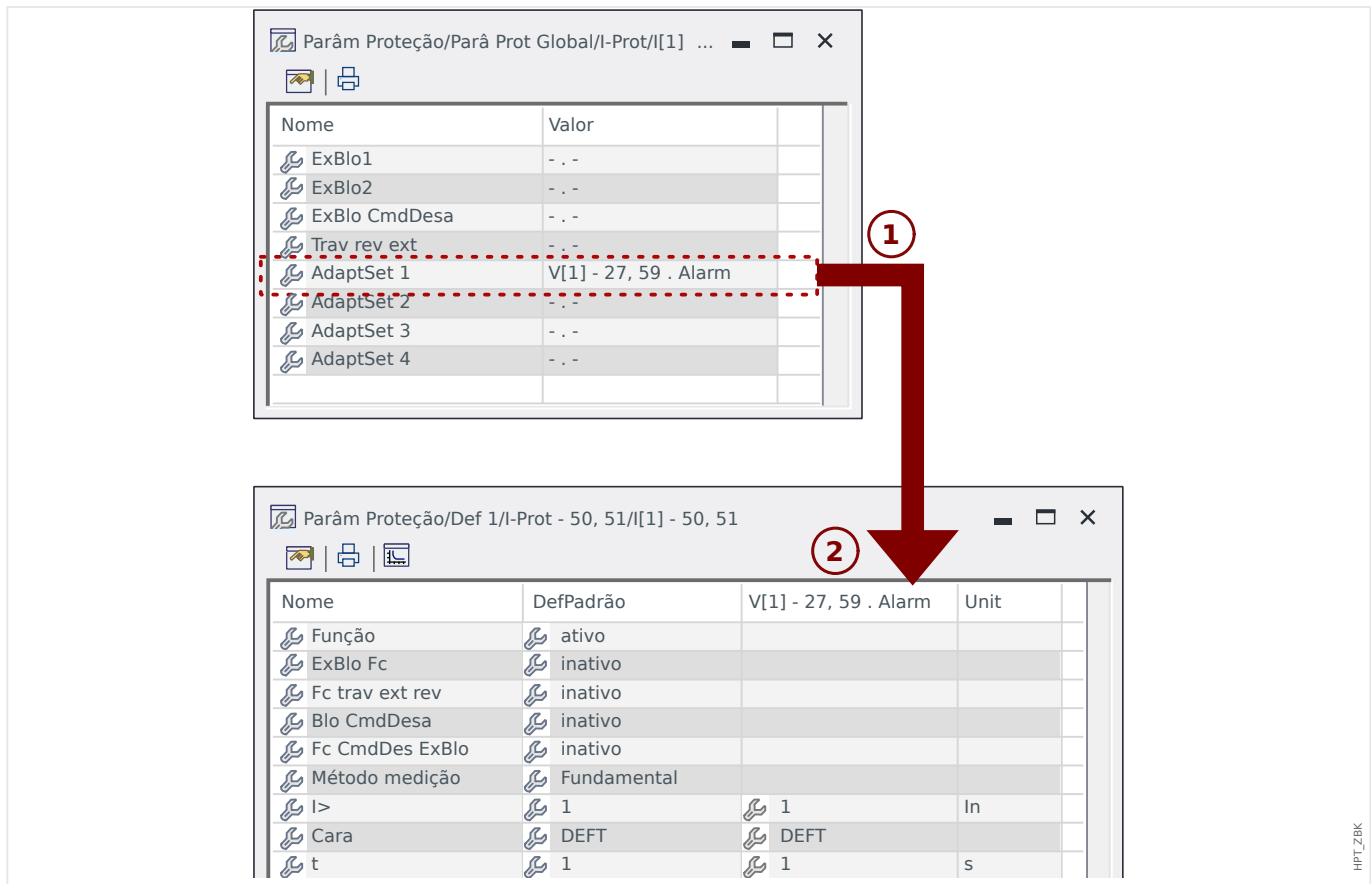 Parâm Proteção/Parâ Prot Global/I-Prot/I[1] ...
Nome Valor
ExBlo1 - . -
ExBlo2 - . -
ExBlo CmdDesa - . -
Trav rev ext - . -
1
AdaptSet 1 V[1] - 27, 59 . Alarm
AdaptSet 2 - . -
AdaptSet 3 - . -
AdaptSet 4 - . -
Parâm Proteção/Def 1/I-Prot - 50, 51/I[1] - 50, 51
2
Nome DefPadrão V[1] - 27, 59 . Alarm Unit
Função ativo
ExBlo Fc inativo
Fc trav ext rev inativo
Blo CmdDesa inativo
Fc CmdDes ExBlo inativo
Método medição Fundamental
I> 1 1 In
Cara DEFT DEFT
t 1 1 s
HPT_ZBK